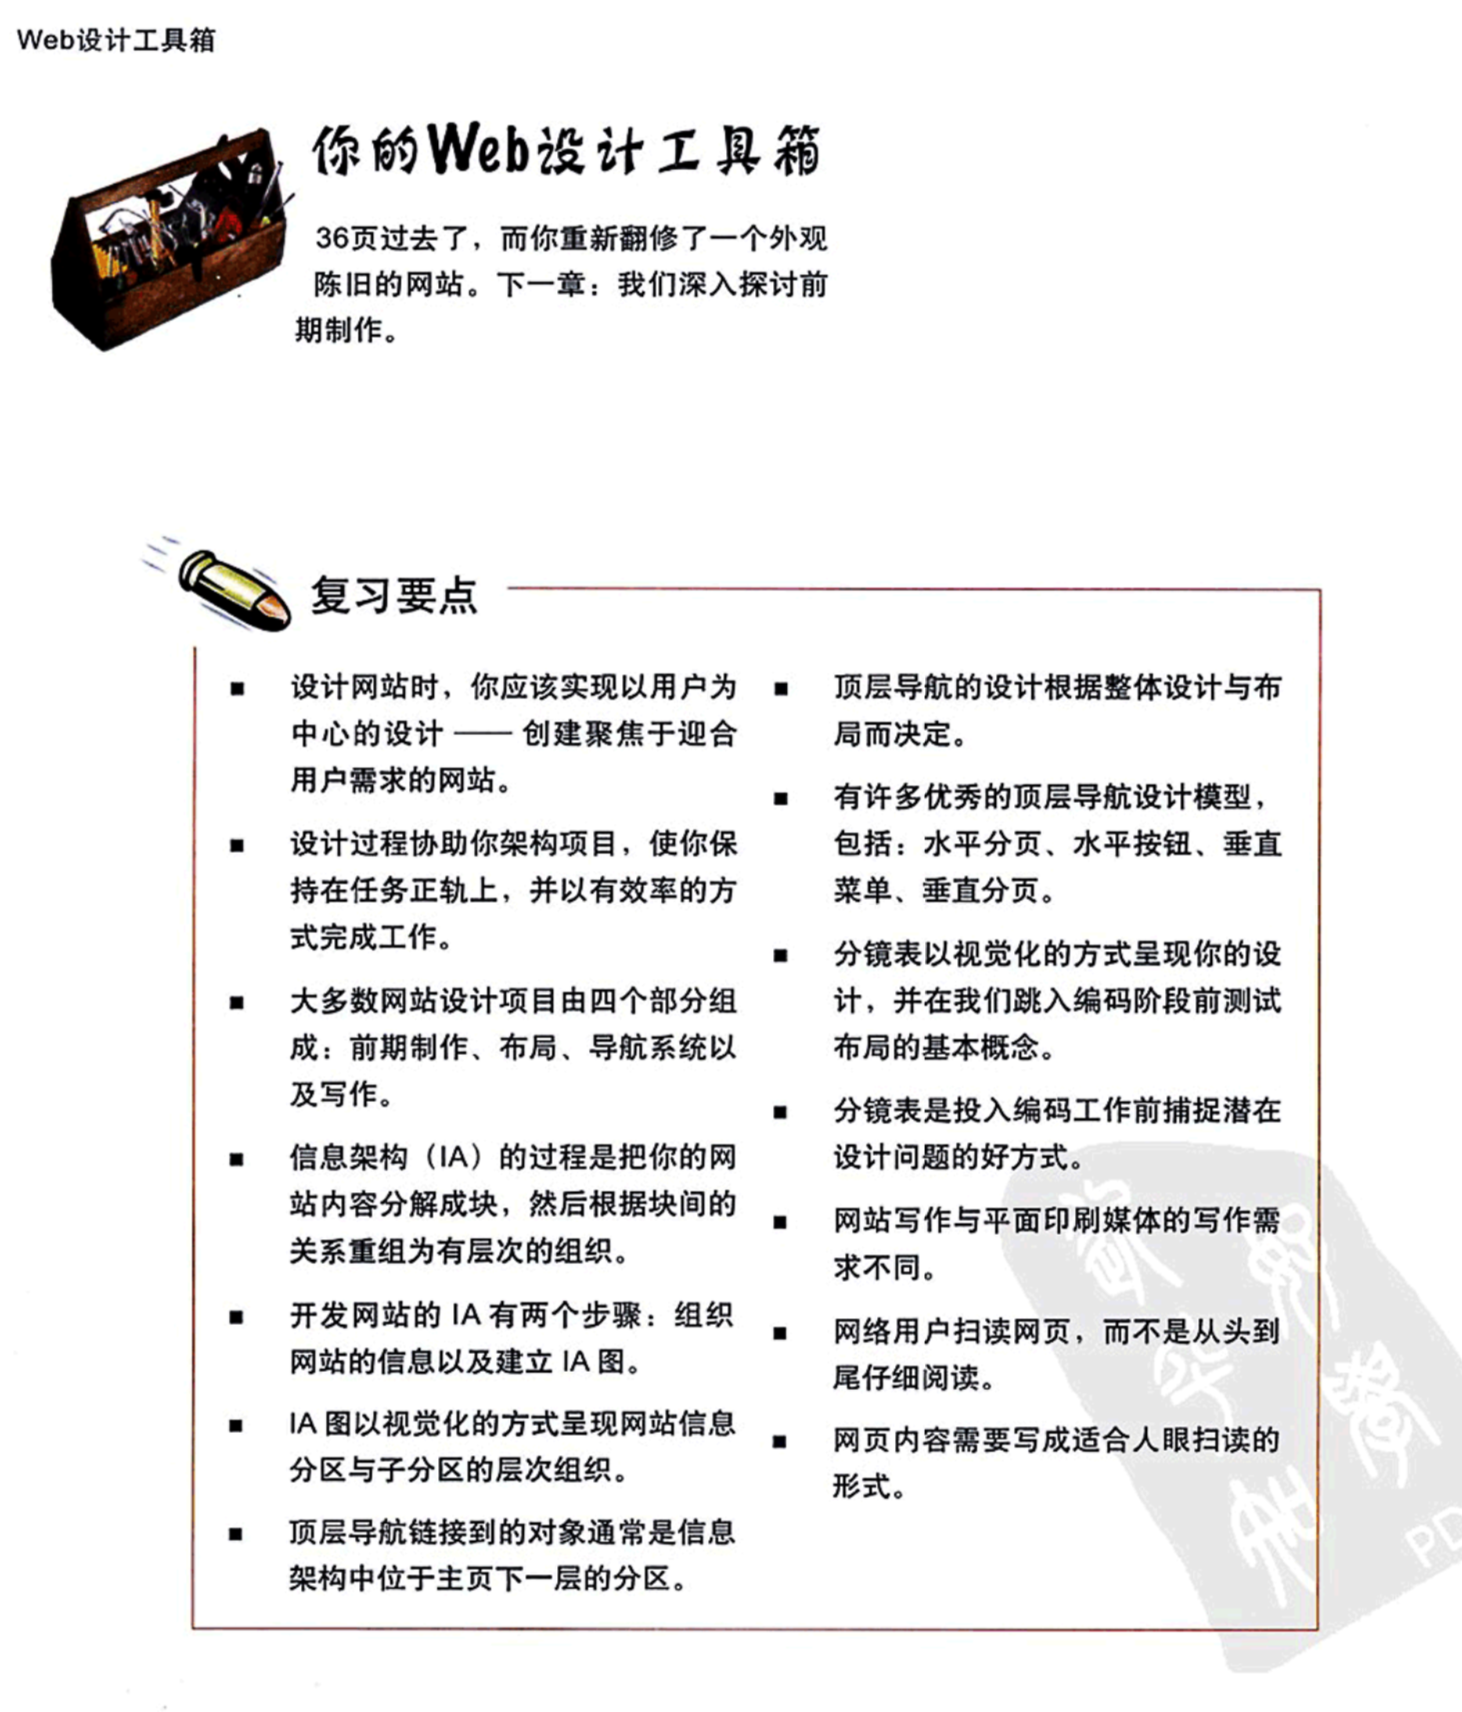 Web设计工具箱
你的Web设计工具箱
36页过去了，而你重新翻修了一个外观
陈旧的网站。下一章：我们深入探讨前
期制作。
复习要点
■ 设计网站时，你应该实现以用户为
中心的设计 —— 创建聚焦于迎合
用户需求的网站。
■ 设计过程协助你架构项目，使你保
持在任务正轨上，并以有效率的方
式完成工作。
■ 大多数网站设计项目由四个部分组
成：前期制作、布局、导航系统以
及写作。
■ 信息架构（IA）的过程是把你的网
站内容分解成块，然后根据块间的
关系重组为有层次的组织。
■ 开发网站的 IA 有两个步骤：组织
网站的信息以及建立 IA 图。
■ IA 图以视觉化的方式呈现网站信息
分区与子分区的层次组织。
■ 顶层导航链接到的对象通常是信息
架构中位于主页下一层的分区。
■ 顶层导航的设计根据整体设计与布
局而决定。
■ 有许多优秀的顶层导航设计模型，
包括：水平分页、水平按钮、垂直
菜单、垂直分页。
■ 分镜表以视觉化的方式呈现你的设
计，并在我们跳入编码阶段前测试
布局的基本概念。
■ 分镜表是投入编码工作前捕捉潜在
设计问题的好方式。
■ 网站写作与平面印刷媒体的写作需
求不同。
■ 网络用户扫读网页，而不是从头到
尾仔细阅读。
■ 网页内容需要写成适合人眼扫读的
形式。
PD